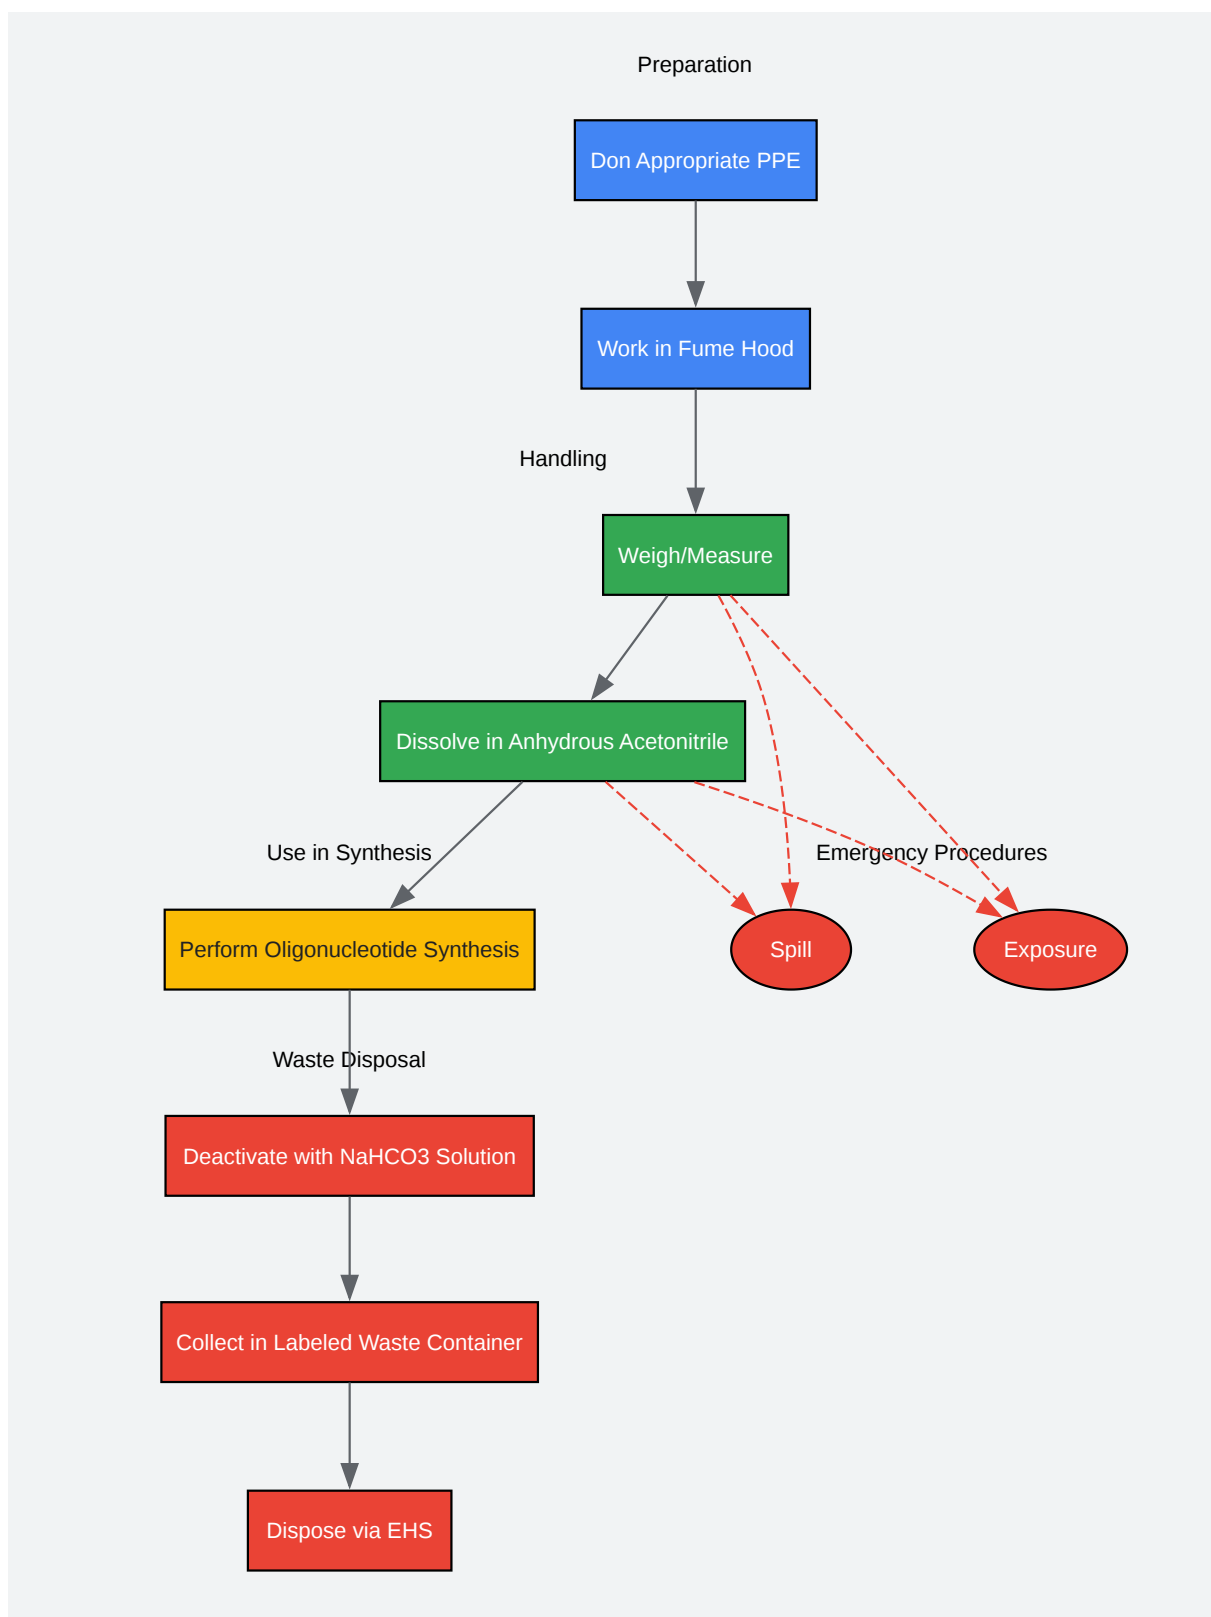 Preparation
Don Appropriate PPE
Work in Fume Hood
Handling
Weigh/Measure
Dissolve in Anhydrous Acetonitrile
Use in Synthesis
Emergency Procedures
Perform Oligonucleotide Synthesis
Spill
Exposure
Waste Disposal
Deactivate with NaHCO3 Solution
Collect in Labeled Waste Container
Dispose via EHS